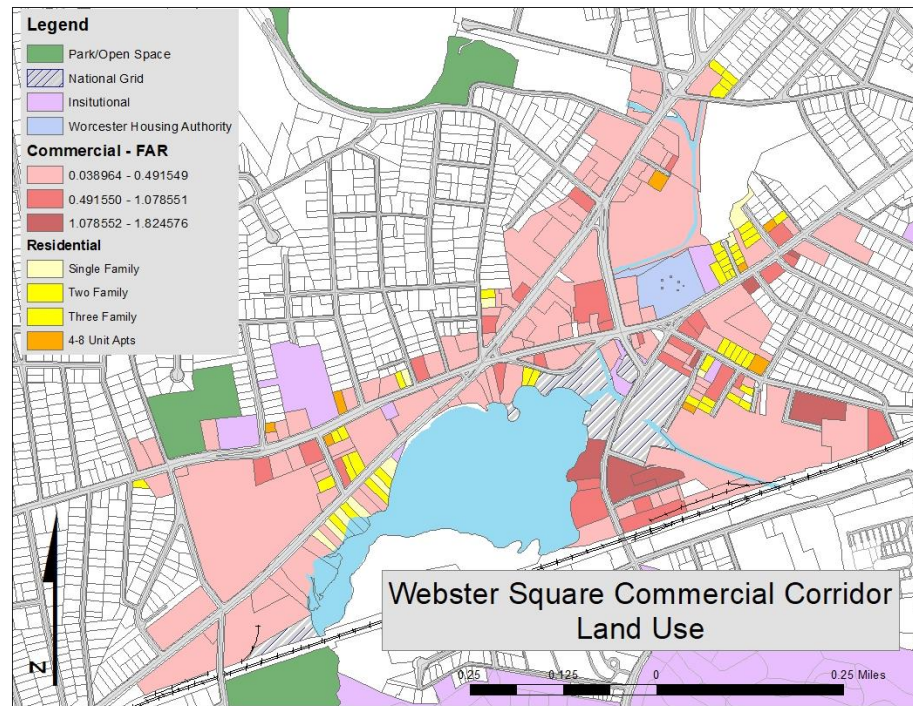 Legend
Park/Open Space
National Grid
Insitutional
Worcester Housing Authority
Commercial - FAR
0.038964 - 0.491549
0.491550 - 1.078551
1.078552 - 1.824576
Residential
Single Family
Two Family
Three Family
4-8 Unit Apts
N
Webster Square Commercial Corridor
Land Use
0.25 0.125 0 0.25 Miles